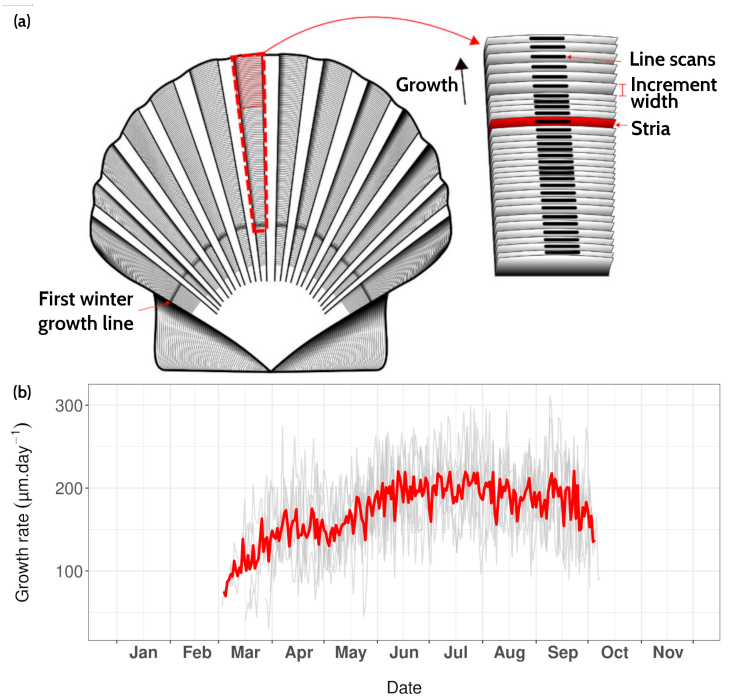 (a)
Growth
Line scans
Increment
width
Stria
First winter
growth line
(b)
Growth rate (µm.day⁻¹)
300
200
100
Jan Feb Mar Apr May Jun Jul Aug Sep Oct Nov
Date